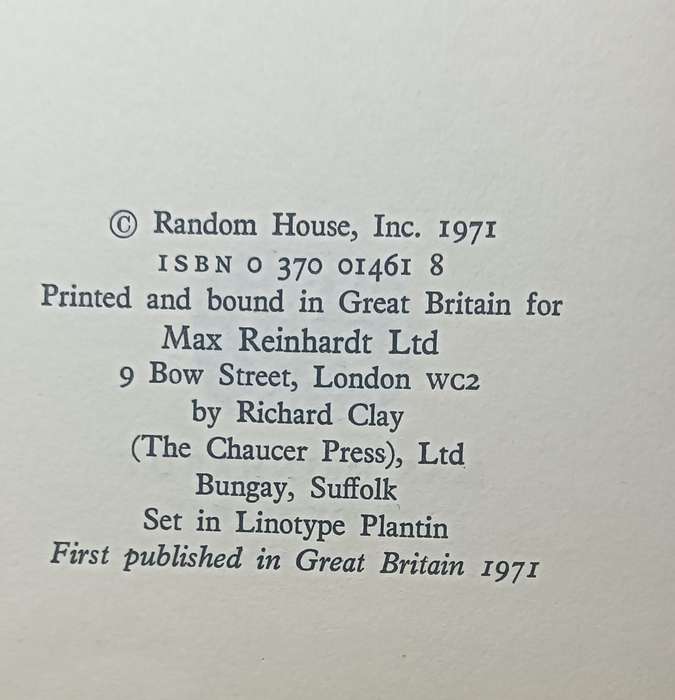 © Random House, Inc. 1971
ISBN 0 370 01461 8
Printed and bound in Great Britain for
Max Reinhardt Ltd
9 Bow Street, London WC2
by Richard Clay
(The Chaucer Press), Ltd
Bungay, Suffolk
Set in Linotype Plantin
First published in Great Britain 1971